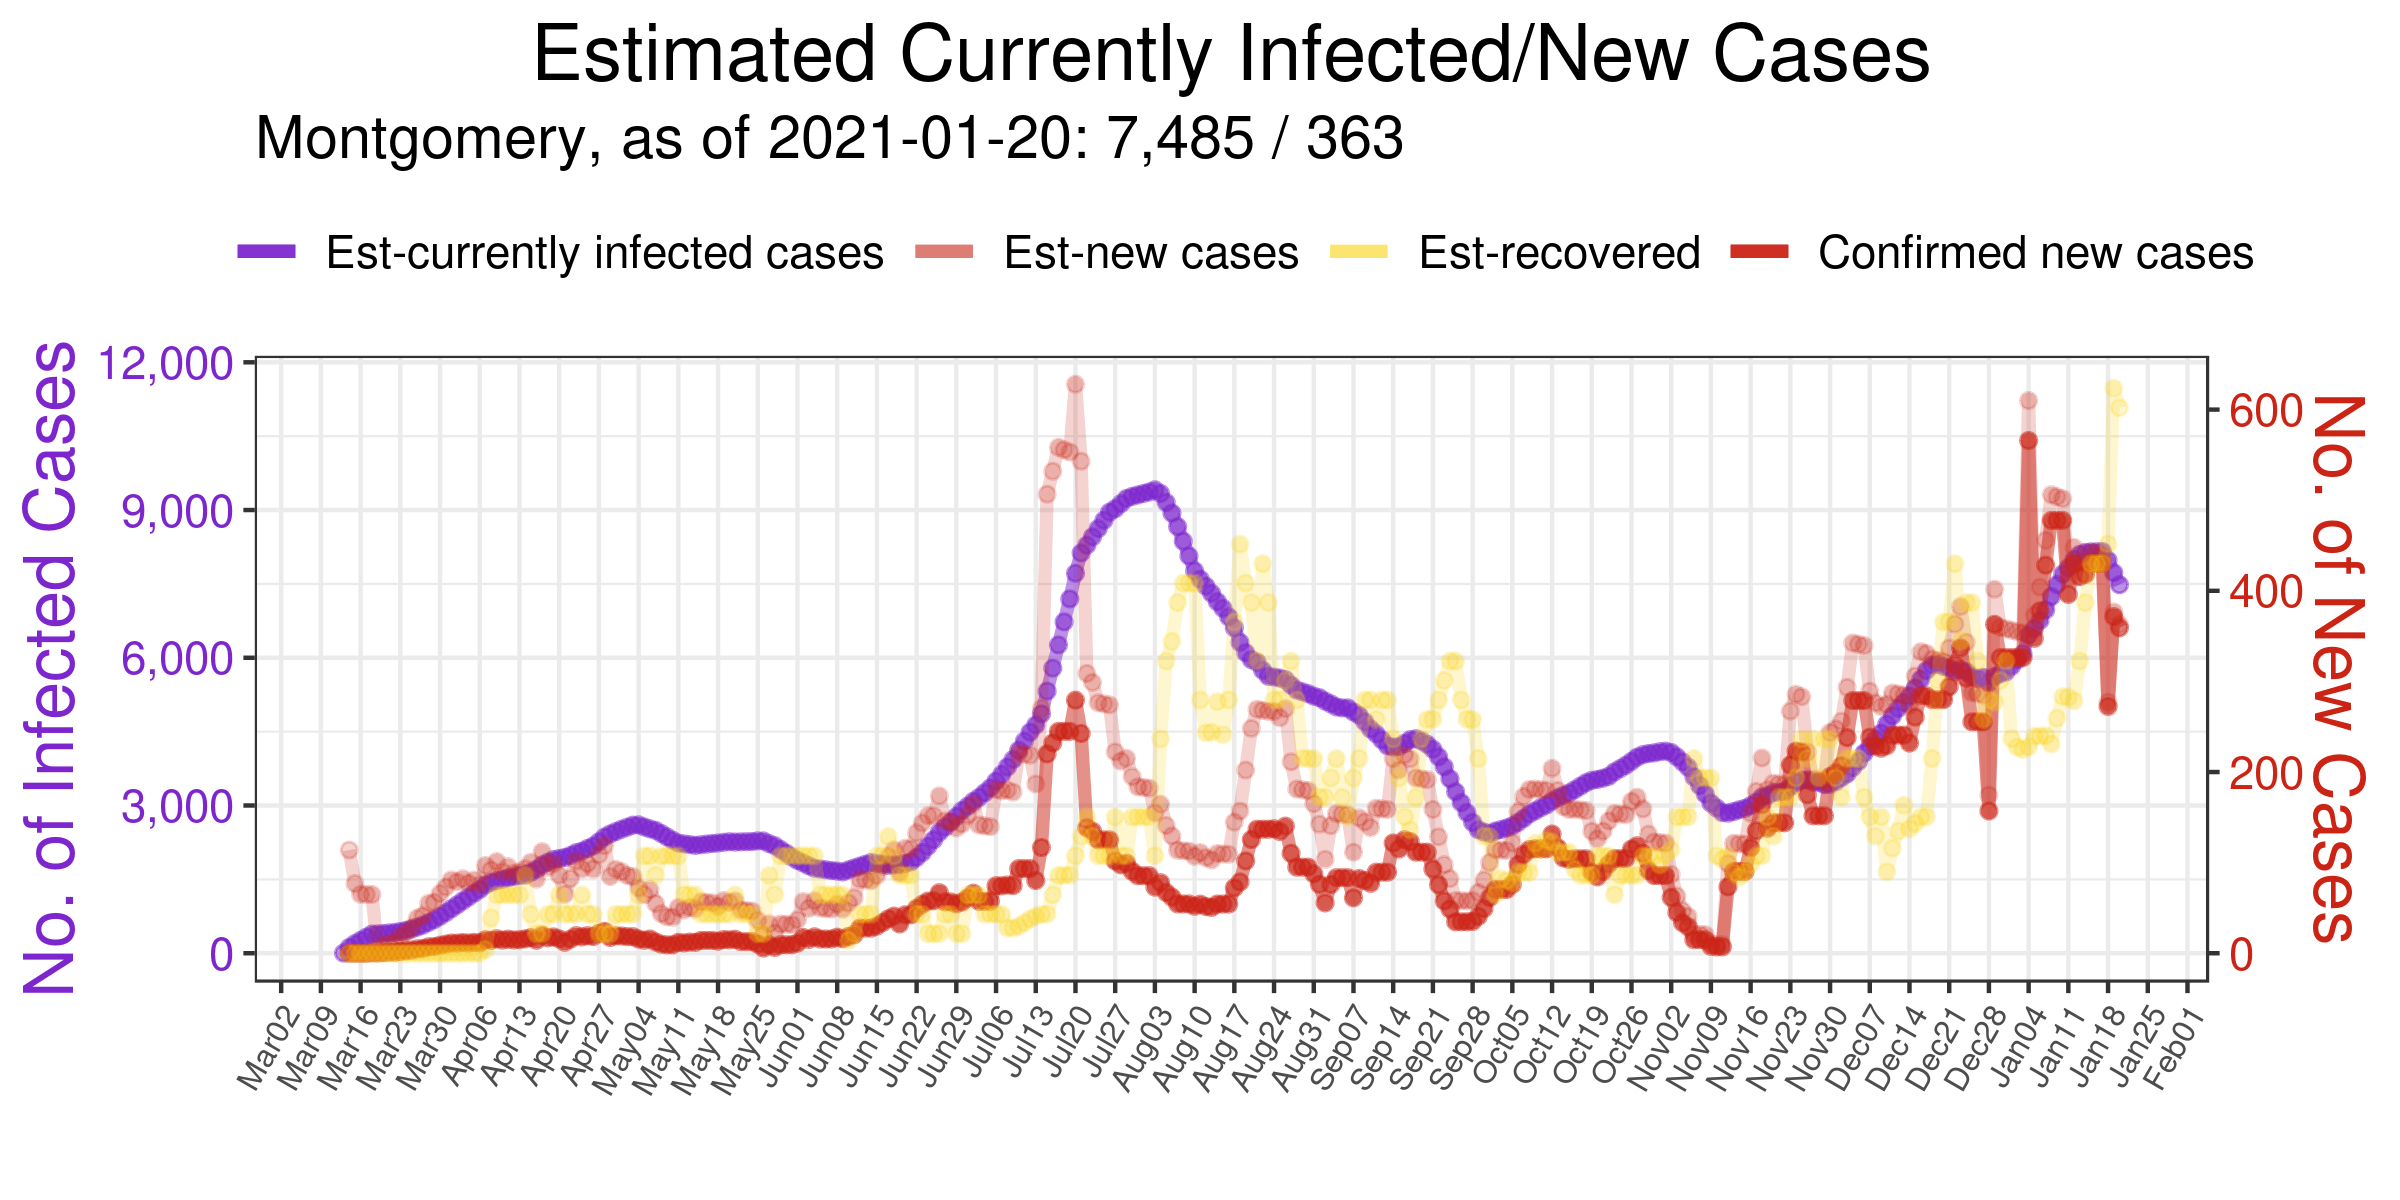 Estimated Currently Infected/New Cases
Montgomery, as of 2021-01-20: 7,485 / 363
Est-currently infected cases Est-new cases Est-recovered Confirmed new cases
No. of Infected Cases
12,000
9,000
6,000
3,000
0
600
400
200
0
No. of New Cases
Mar02 Mar09 Mar16 Mar23 Mar30 Apr06 Apr13 Apr20 Apr27 May04 May11 May18 May25 Jun01 Jun08 Jun15 Jun22 Jun29 Jul06 Jul13 Jul20 Jul27 Aug03 Aug10 Aug17 Aug24 Aug31 Sep07 Sep14 Sep21 Sep28 Oct05 Oct12 Oct19 Oct26 Nov02 Nov09 Nov16 Nov23 Nov30 Dec07 Dec14 Dec21 Dec28 Jan04 Jan11 Jan18 Jan25 Feb01